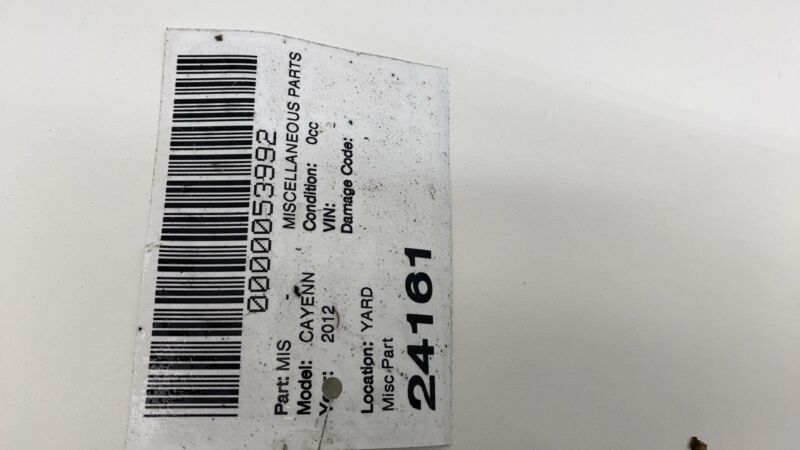 0000053992
Part: MIS - MISCELLANEOUS PARTS
Model: CAYENN Condition: 0cc
2012 VIN:
Damage Code:
Location: YARD
Misc Part
24161